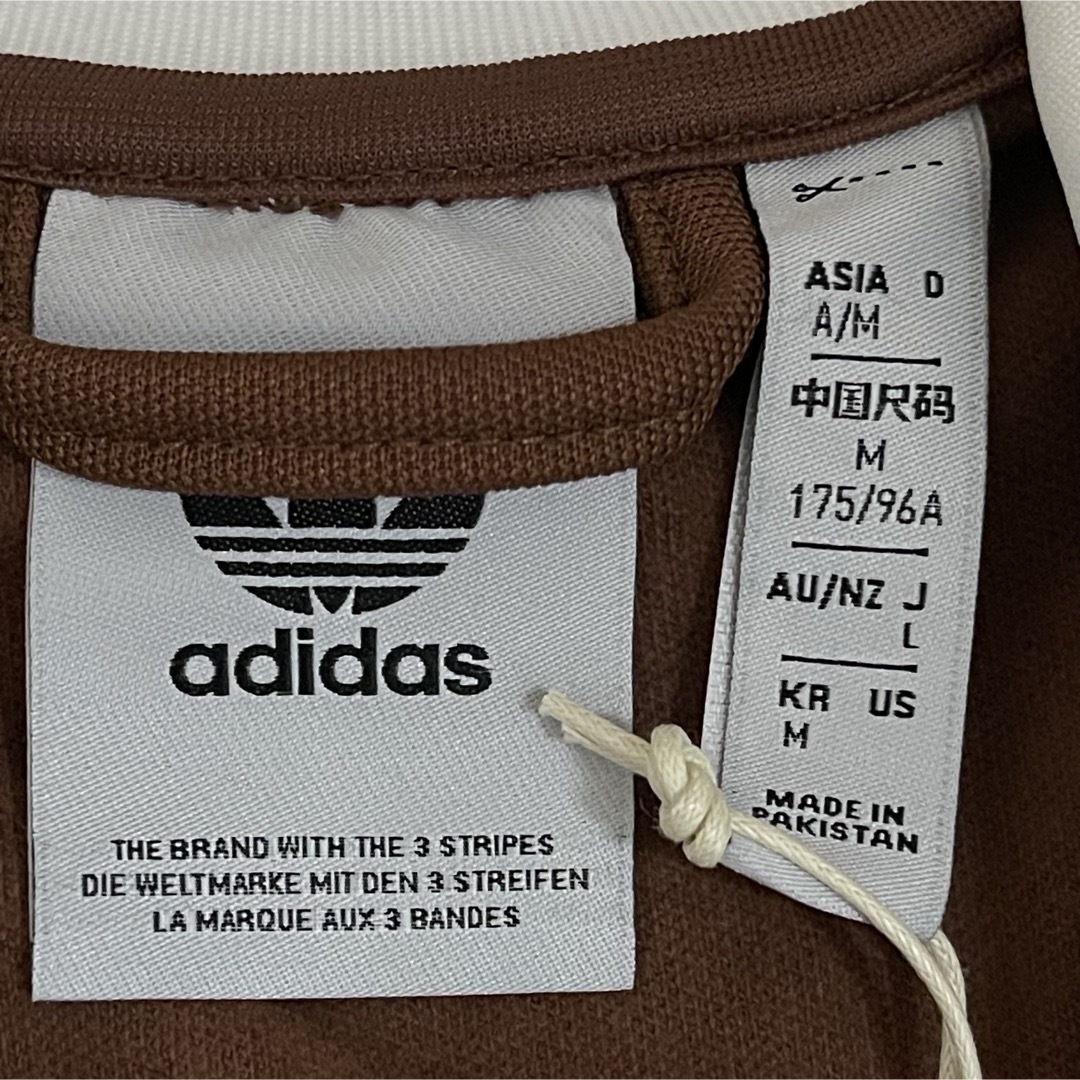 adidas
THE BRAND WITH THE 3 STRIPES
DIE WELTMARKE MIT DEN 3 STREIFEN
LA MARQUE AUX 3 BANDES
ASIA D
A/M
中国尺码
M
175/96A
AU/NZ J
L
KR US
M
MADE IN
PAKISTAN